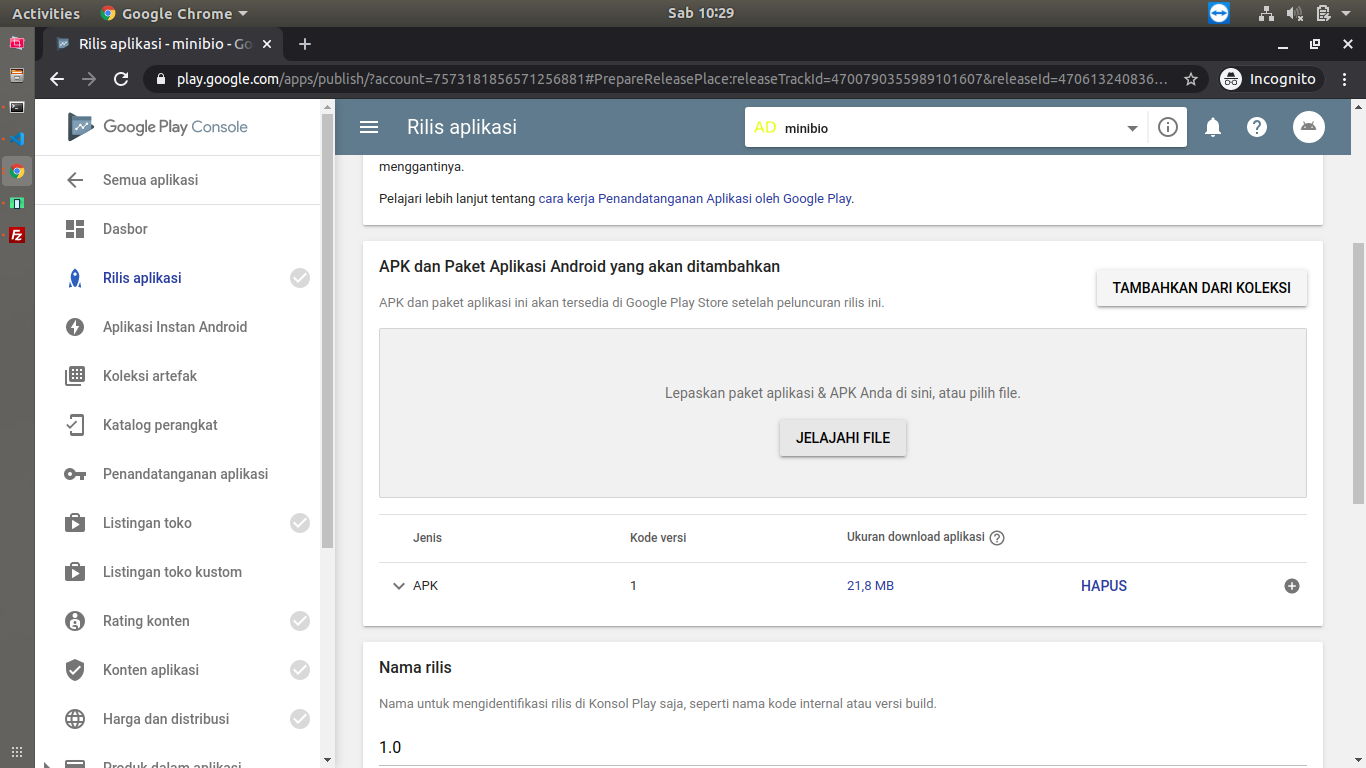 Activities
Google Chrome
Sab 10:29
Rilis aplikasi - minibio - Go
play.google.com/apps/publish/?account=7573181856571256881#PrepareReleasePlace:releaseTrackId=4700790355989101607&releaseId=470613240836…
Incognito
Google Play Console
Rilis aplikasi
AD minibio
Semua aplikasi
Dasbor
Rilis aplikasi
Aplikasi Instan Android
Koleksi artefak
Katalog perangkat
Penandatanganan aplikasi
Listingan toko
Listingan toko kustom
Rating konten
Konten aplikasi
Harga dan distribusi
Produk dalam aplikasi
menggantinya.
Pelajari lebih lanjut tentang cara kerja Penandatanganan Aplikasi oleh Google Play.
APK dan Paket Aplikasi Android yang akan ditambahkan
TAMBAHKAN DARI KOLEKSI
APK dan paket aplikasi ini akan tersedia di Google Play Store setelah peluncuran rilis ini.
Lepaskan paket aplikasi & APK Anda di sini, atau pilih file.
JELAJAHI FILE
Jenis Kode versi Ukuran download aplikasi
APK 1 21,8 MB HAPUS
Nama rilis
Nama untuk mengidentifikasi rilis di Konsol Play saja, seperti nama kode internal atau versi build.
1.0